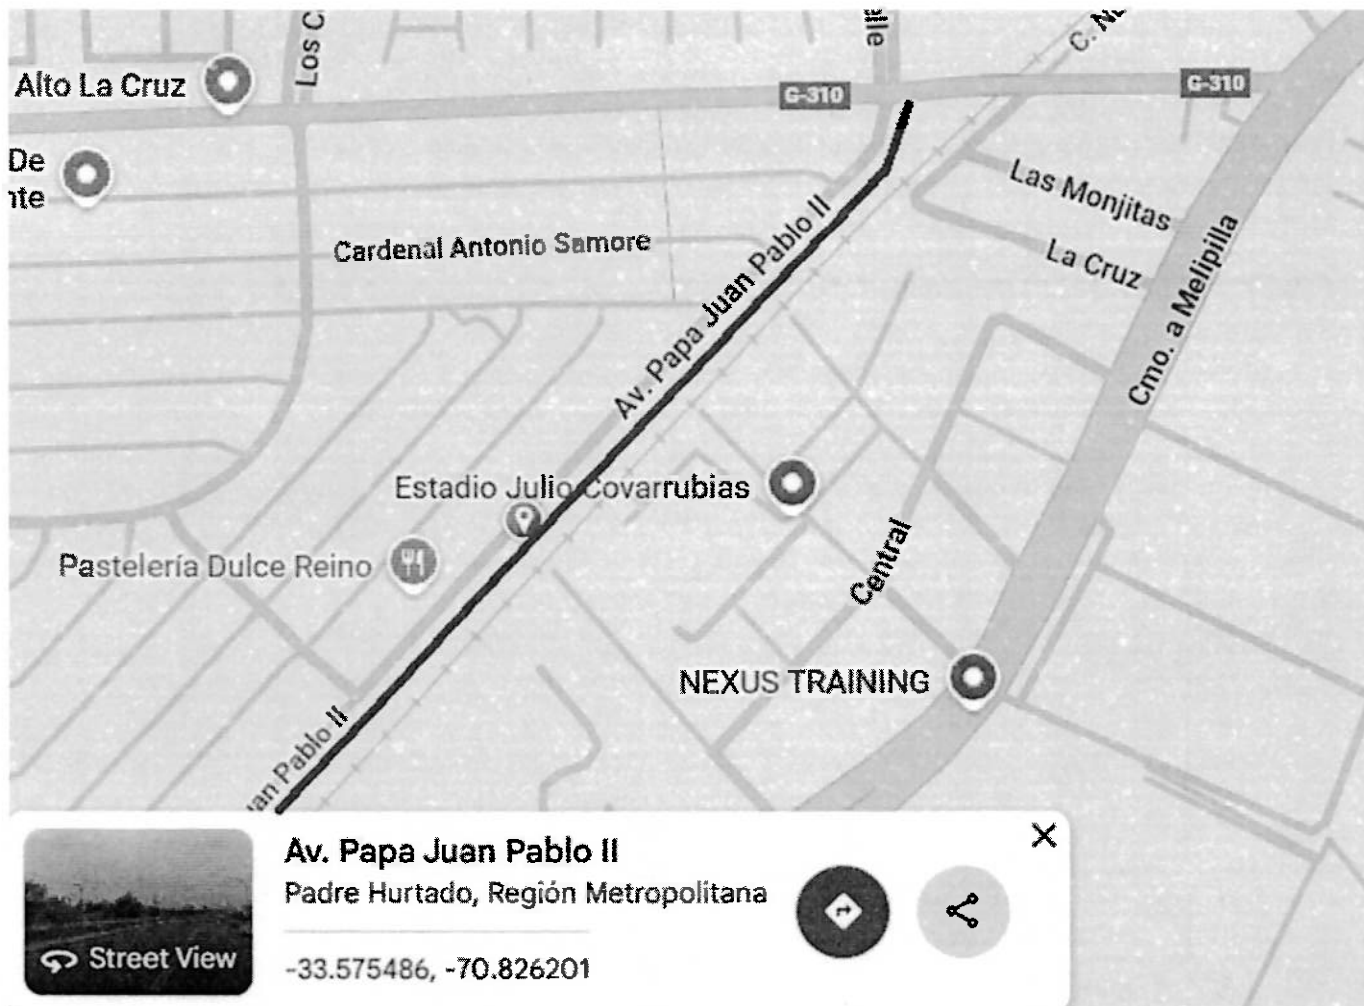 Los C
Alto La Cruz
G-310
G-310
De
nte
Las Monjitas
Cardenal Antonio Samore
La Cruz
Av. Papa Juan Pablo II
Cmo. a Melipilla
Estadio Julio Covarrubias
Pastelería Dulce Reino
Central
NEXUS TRAINING
uan Pablo II
Av. Papa Juan Pablo II
Padre Hurtado, Región Metropolitana
Street View
-33.575486, -70.826201